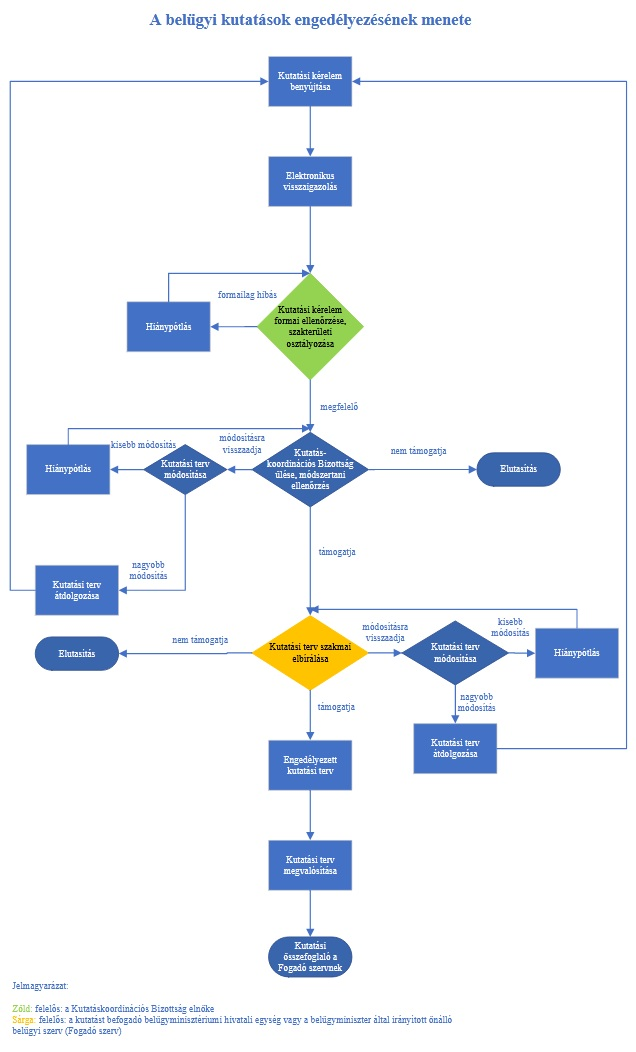 A belügyi kutatások engedélyezésének menete
Kutatási kérelem
benyújtása
Elektronikus
visszaigazolás
formailag hibás
Hiánypótlás
Kutatási kérelem
formai ellenőrzése,
szakterületi
osztályozása
megfelelő
kisebb módosítás
módosításra
visszaadja
Hiánypótlás
Kutatási terv
módosítása
Kutatás-
koordinációs Bizottság
ülése, módszertani
ellenőrzés
nem támogatja
Elutasítás
nagyobb
módosítás
Kutatási terv
átdolgozása
támogatja
Elutasítás
nem támogatja
Kutatási terv szakmai
elbírálása
módosításra
visszaadja
Kutatási terv
módosítása
kisebb
módosítás
Hiánypótlás
nagyobb
módosítás
Kutatási terv
átdolgozása
támogatja
Engedélyezett
kutatási terv
Kutatási terv
megvalósítása
Kutatási
összefoglaló a
Fogadó szervnek
Jelmagyarázat:
Zöld: felelős: a Kutatáskoordinációs Bizottság elnöke
Sárga: felelős: a kutatást befogadó belügyminisztériumi hivatali egység vagy a belügyminiszter által irányított önálló
belügyi szerv (Fogadó szerv)